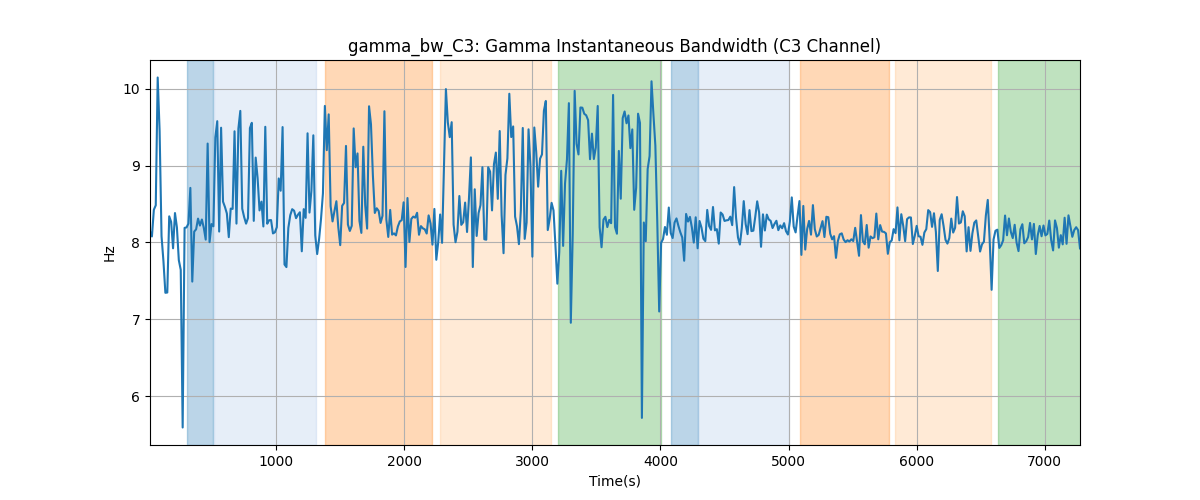 gamma_bw_C3: Gamma Instantaneous Bandwidth (C3 Channel)
Hz
10
9
8
7
6
1000 2000 3000 4000 5000 6000 7000
Time(s)